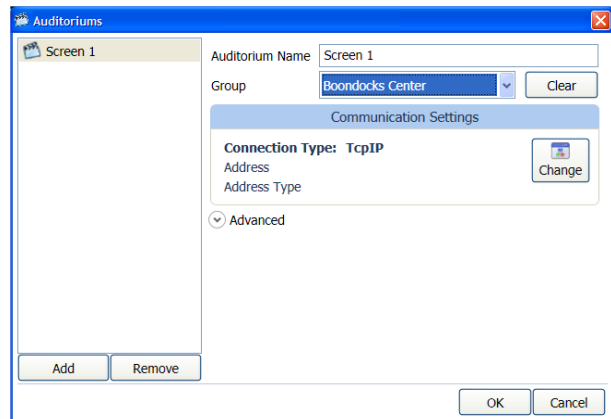 Auditoriums
Screen 1
Auditorium Name Screen 1
Group Boondocks Center Clear
Communication Settings
Connection Type: TcpIP
Address
Address Type
Change
Advanced
Add Remove
OK Cancel